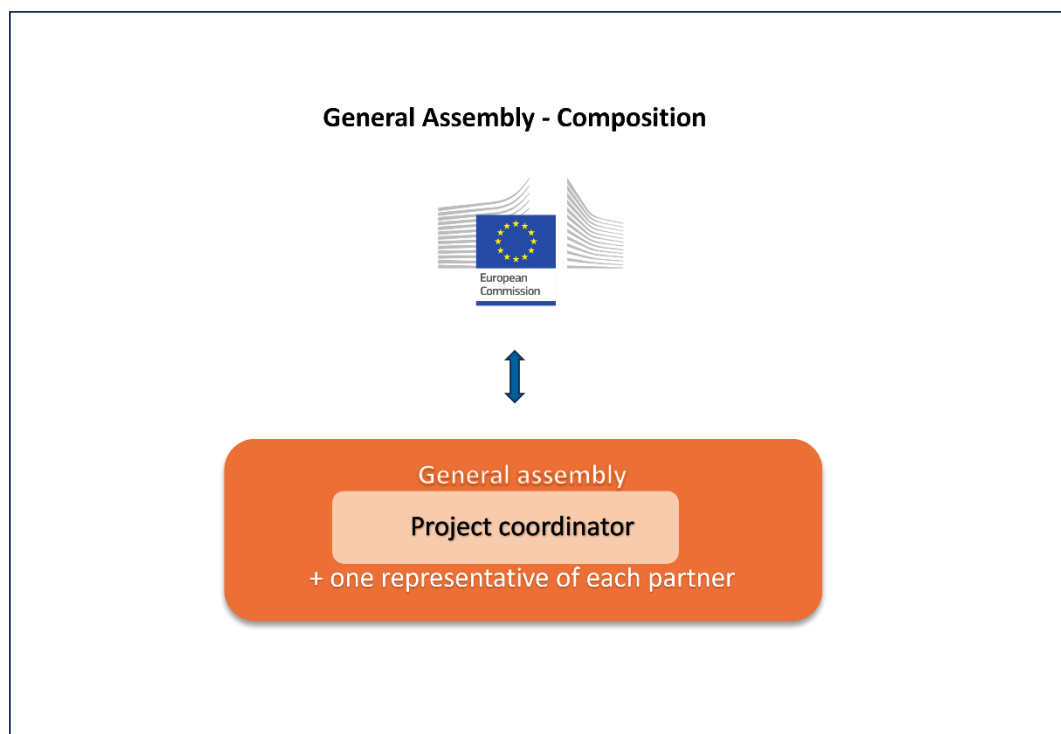 General Assembly - Composition
European
Commission
General assembly
Project coordinator
+ one representative of each partner